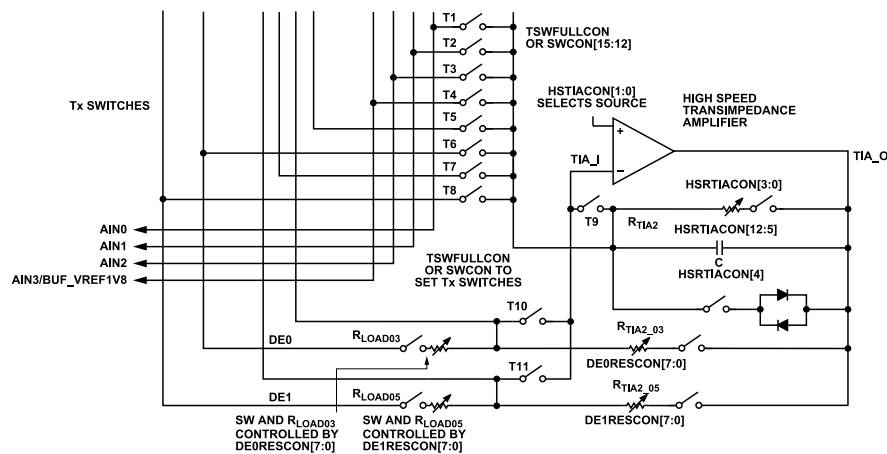 T1
TSWFULLCON
OR SWCON[15:12]
T2
T3
Tx SWITCHES
T4
HSTIACON[1:0]
SELECTS SOURCE
HIGH SPEED
TRANSIMPEDANCE
AMPLIFIER
T5
+
T6
TIA_I
–
TIA_O
T7
T8
HSRTIACON[3:0]
T9
RTIA2
AIN0
AIN1
AIN2
AIN3/BUF_VREF1V8
HSRTIACON[12:5]
C
HSRTIACON[4]
TSWFULLCON
OR SWCON TO
SET Tx SWITCHES
T10
DE0
RLOAD03
RTIA2_03
DE0RESCON[7:0]
T11
DE1
RLOAD05
RTIA2_05
DE1RESCON[7:0]
SW AND RLOAD03
CONTROLLED BY
DE0RESCON[7:0]
SW AND RLOAD05
CONTROLLED BY
DE1RESCON[7:0]